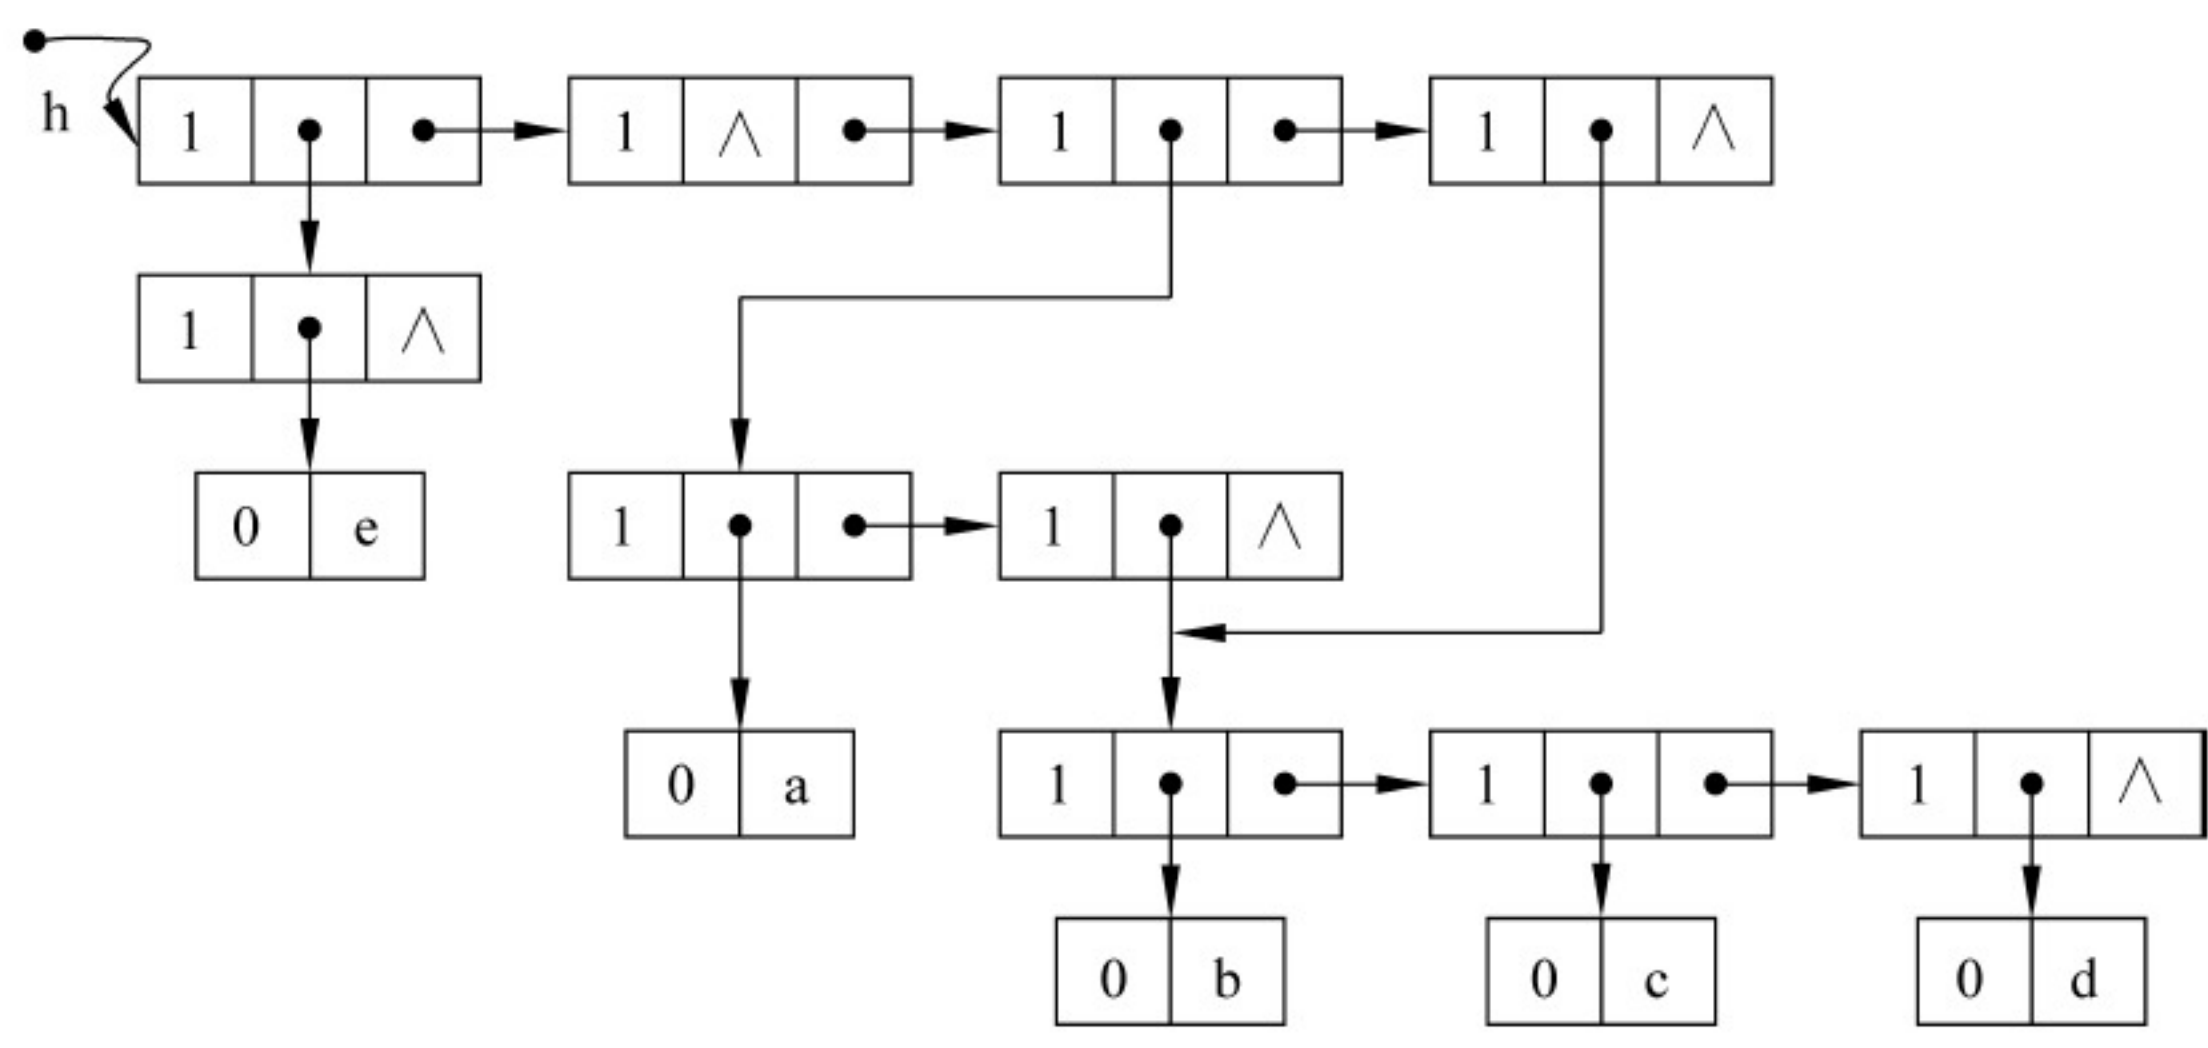 h
1 1 ∧ 1 1 ∧
1 ∧
0 e 1 1 ∧
0 a 1 1 1 ∧
0 b 0 c 0 d